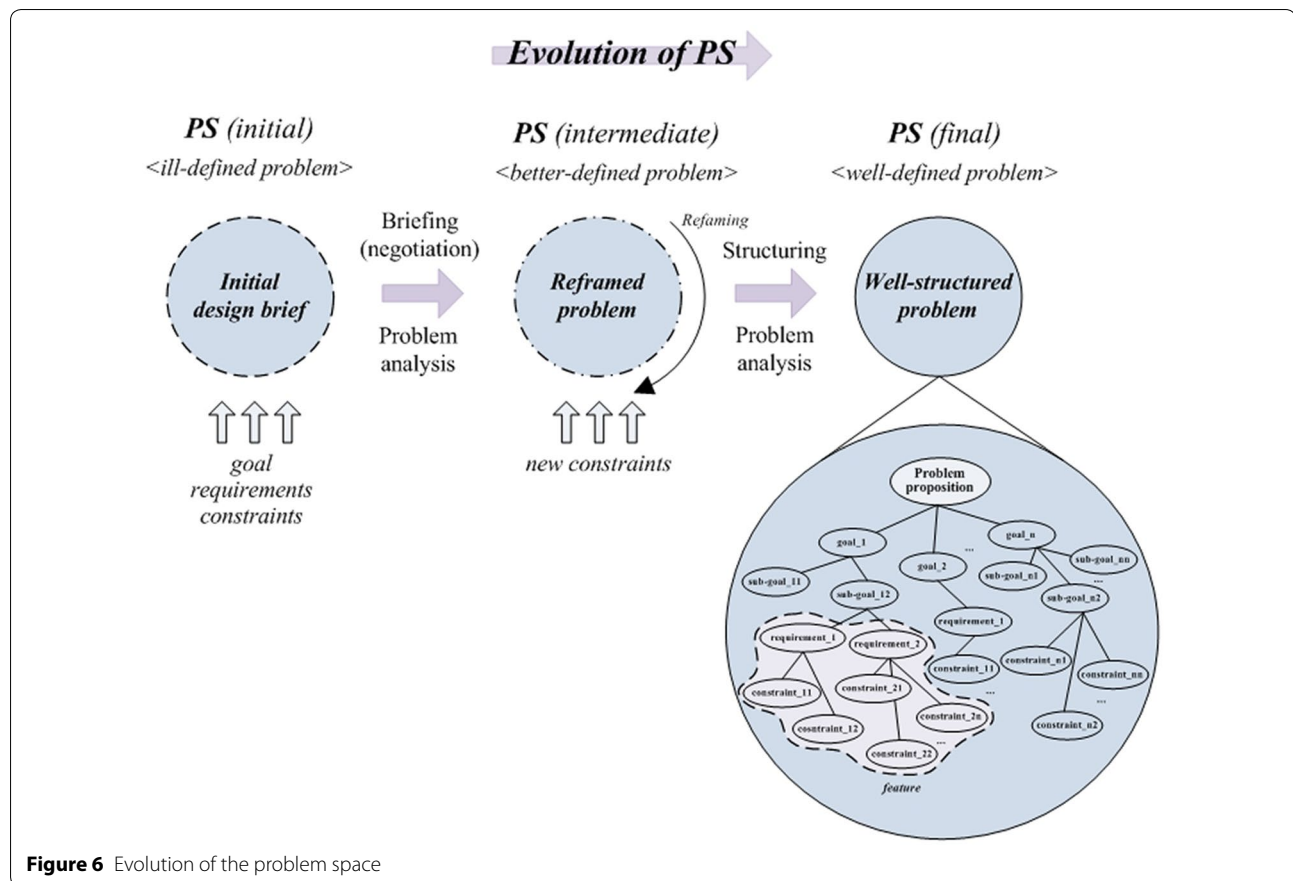 Evolution of PS
PS (initial)
<ill-defined problem>
PS (intermediate)
<better-defined problem>
PS (final)
<well-defined problem>
Initial
design brief
Briefing
(negotiation)
Problem
analysis
Reframed
problem
Refaming
Structuring
Problem
analysis
Well-structured
problem
goal
requirements
constraints
new constraints
Problem
proposition
goal_1
goal_2
...
goal_n
sub-goal_11
sub-goal_12
sub-goal_n1
sub-goal_nn
...
sub-goal_n2
requirement_1
requirement_2
requirement_1
constraint_11
cosntraint_12
constraint_21
constraint_2n
...
constraint_22
constraint_11
...
constraint_n1
constraint_nn
...
constraint_n2
feature
Figure 6 Evolution of the problem space